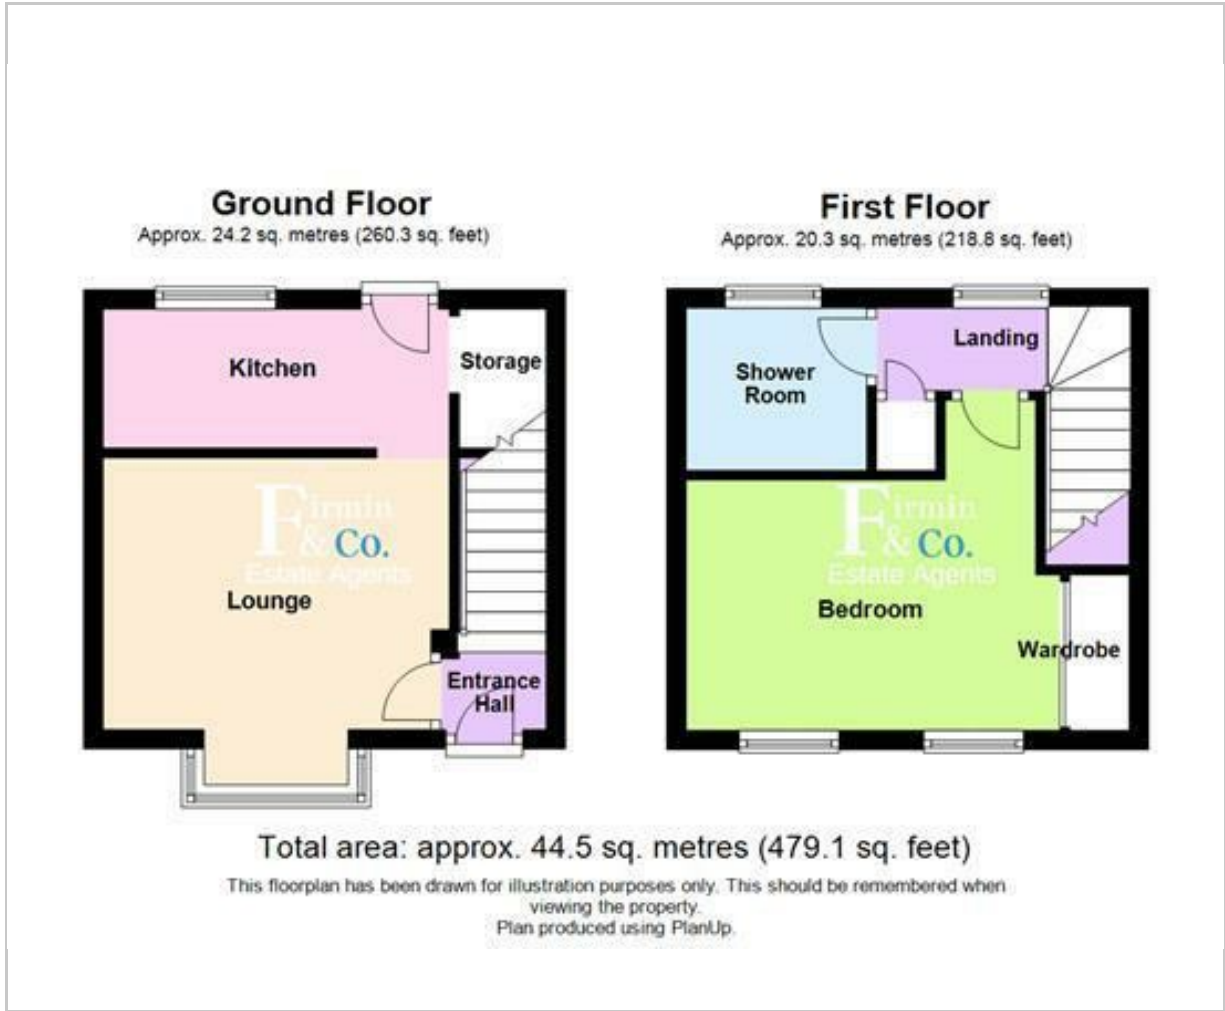 Ground Floor
Approx. 24.2 sq. metres (260.3 sq. feet)
Kitchen
Storage
Firmin
& Co.
Estate Agents
Lounge
Entrance
Hall
First Floor
Approx. 20.3 sq. metres (218.8 sq. feet)
Landing
Shower
Room
Firmin
& Co.
Estate Agents
Bedroom
Wardrobe
Total area: approx. 44.5 sq. metres (479.1 sq. feet)
This floorplan has been drawn for illustration purposes only. This should be remembered when
viewing the property.
Plan produced using PlanUp.